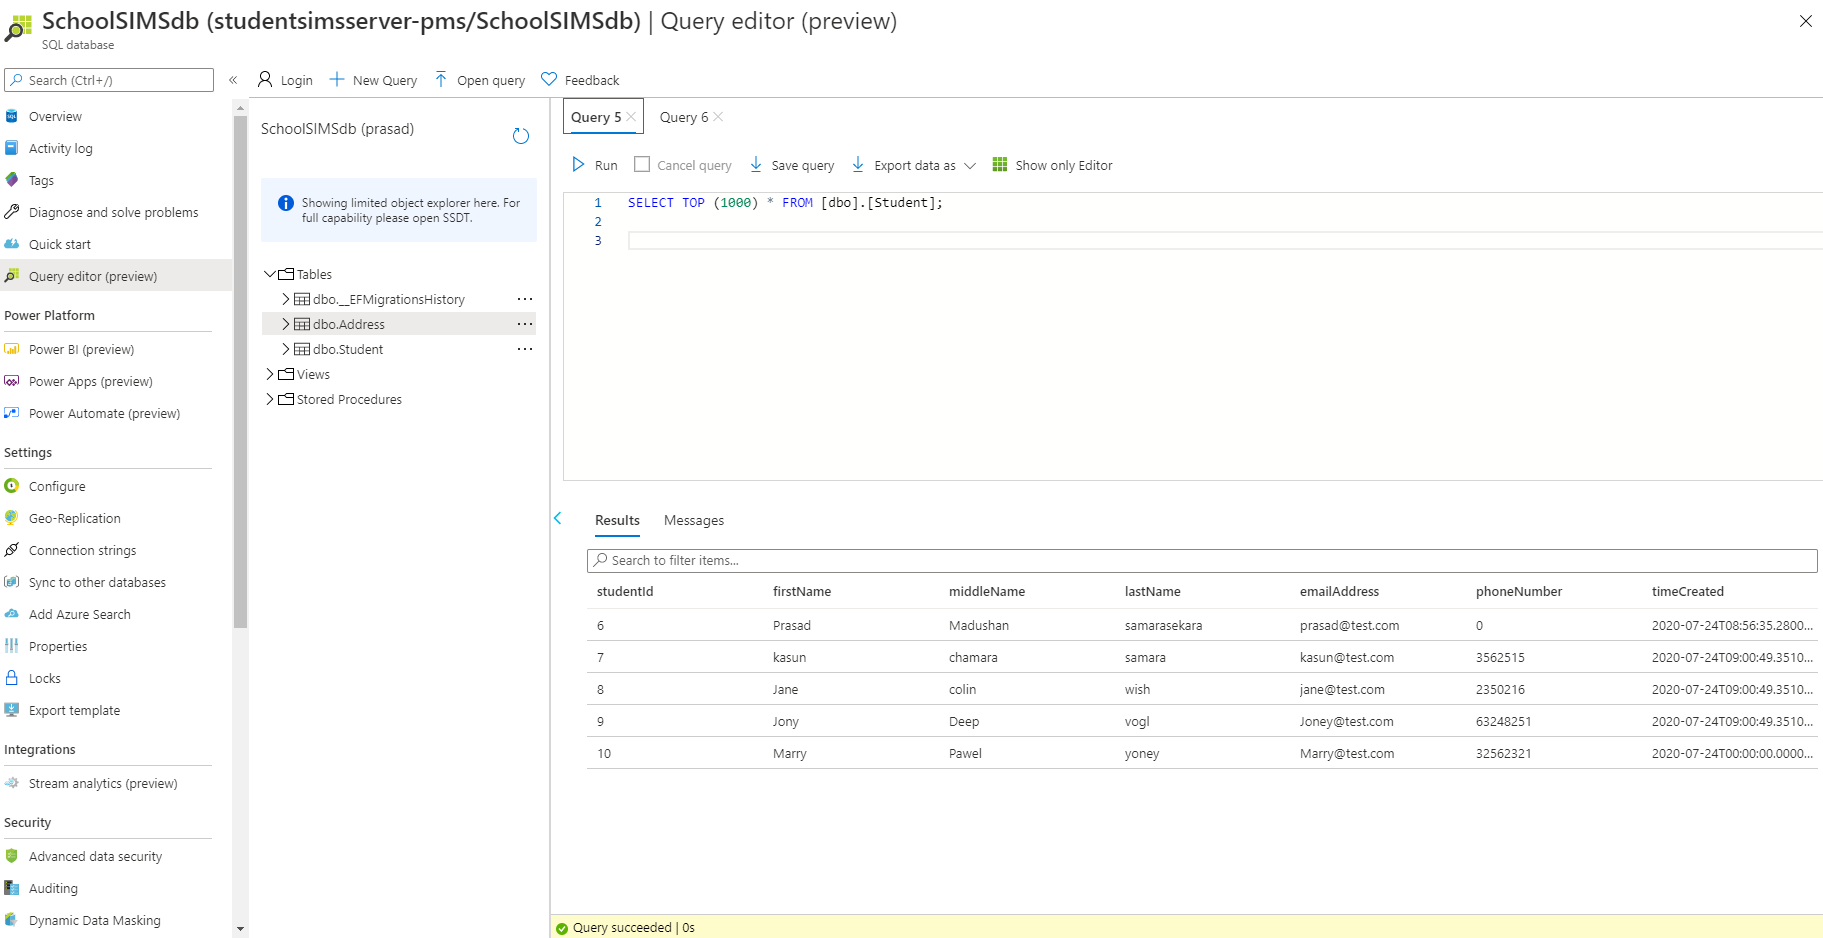 SchoolSIMSdb (studentsimsserver-pms/SchoolSIMSdb) | Query editor (preview)
SQL database
Search (Ctrl+/)
«
Overview
Activity log
Tags
Diagnose and solve problems
Quick start
Query editor (preview)
Power Platform
Power BI (preview)
Power Apps (preview)
Power Automate (preview)
Settings
Configure
Geo-Replication
Connection strings
Sync to other databases
Add Azure Search
Properties
Locks
Export template
Integrations
Stream analytics (preview)
Security
Advanced data security
Auditing
Dynamic Data Masking
Login New Query Open query Feedback
SchoolSIMSdb (prasad)
Showing limited object explorer here. For
full capability please open SSDT.
Tables
dbo.__EFMigrationsHistory ...
dbo.Address ...
dbo.Student ...
Views
Stored Procedures
Query 5 Query 6
Run Cancel query Save query Export data as Show only Editor
1 SELECT TOP (1000) * FROM [dbo].[Student];
2
3
Results Messages
Search to filter items...
studentId firstName middleName lastName emailAddress phoneNumber timeCreated
6 Prasad Madushan samarasekara prasad@test.com 0 2020-07-24T08:56:35.2800...
7 kasun chamara samara kasun@test.com 3562515 2020-07-24T09:00:49.3510...
8 Jane colin wish jane@test.com 2350216 2020-07-24T09:00:49.3510...
9 Jony Deep vogl Joney@test.com 63248251 2020-07-24T09:00:49.3510...
10 Marry Pawel yoney Marry@test.com 32562321 2020-07-24T00:00:00.0000...
Query succeeded | 0s